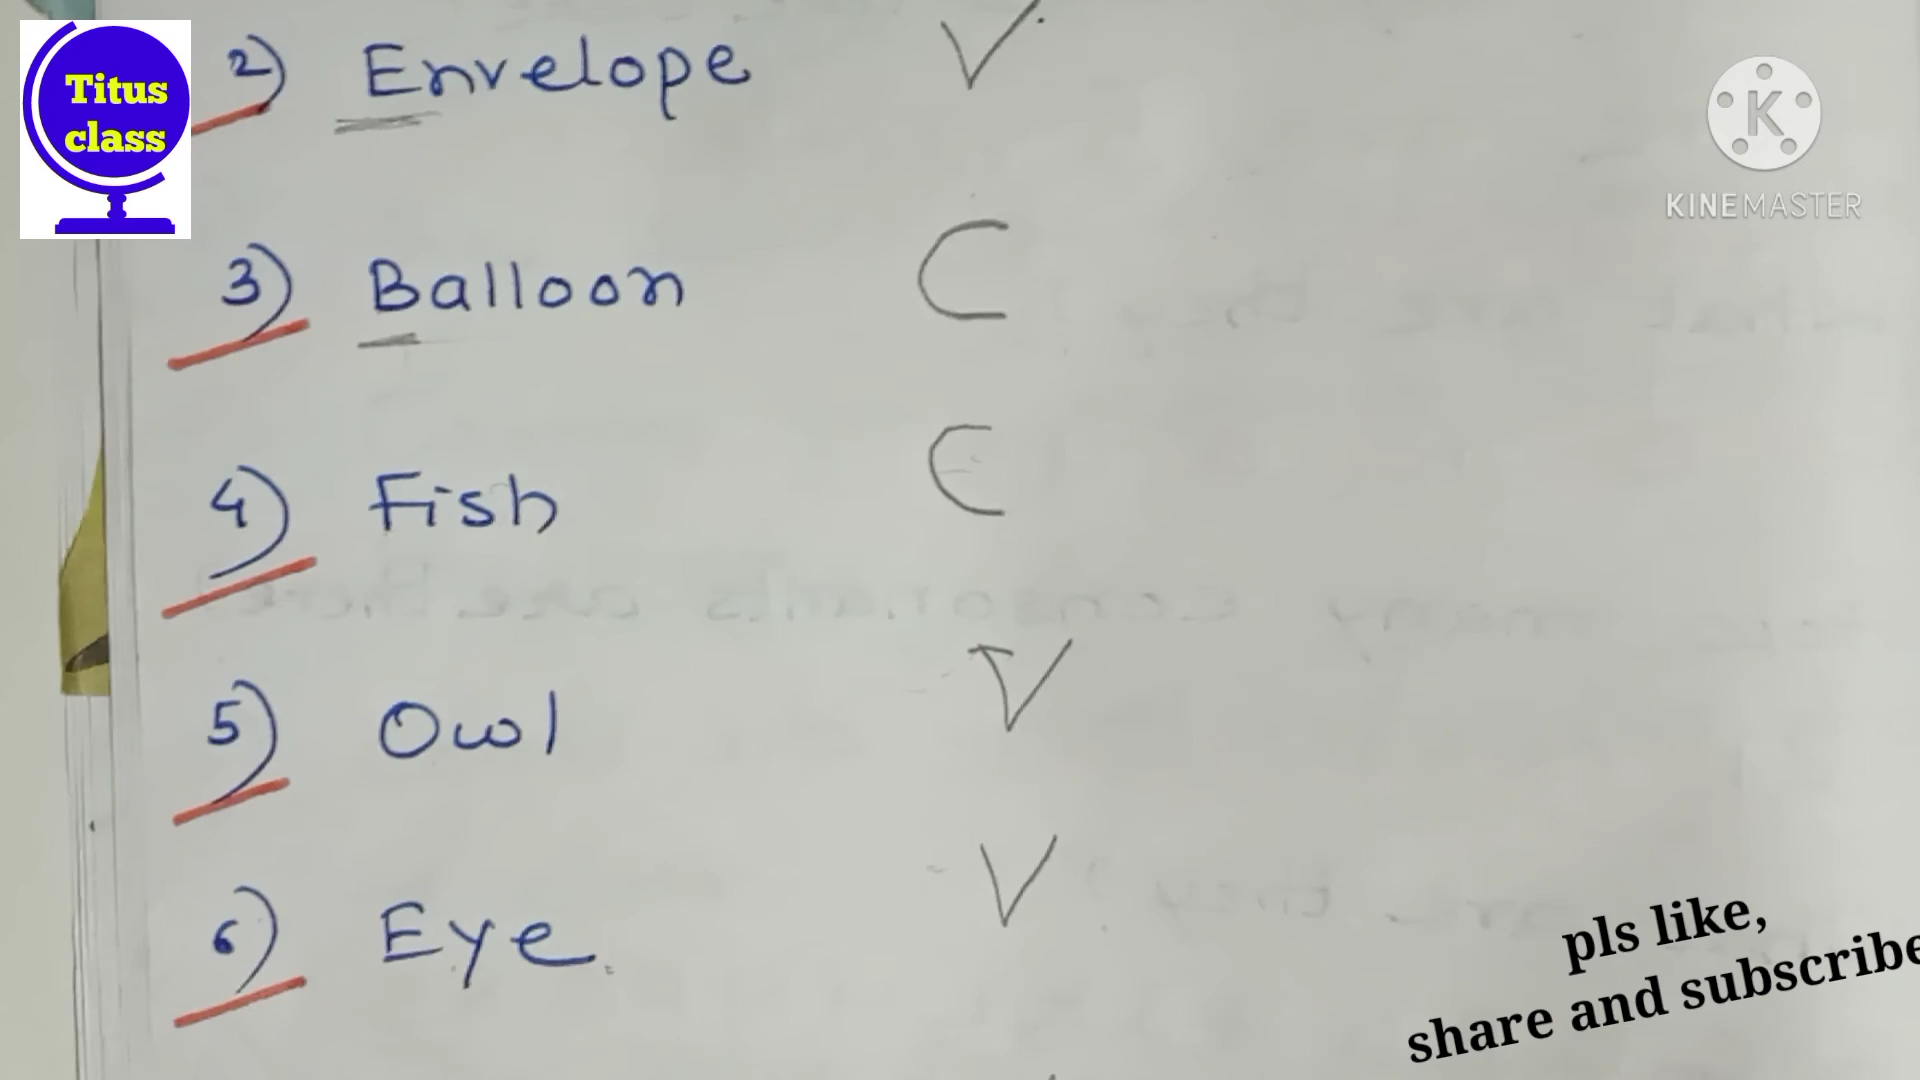 Titus
class
2) Envelope V
KINEMASTER
3) Balloon C
4) Fish C
5) Owl V
6) Eye V
pls like,
share and subscribe